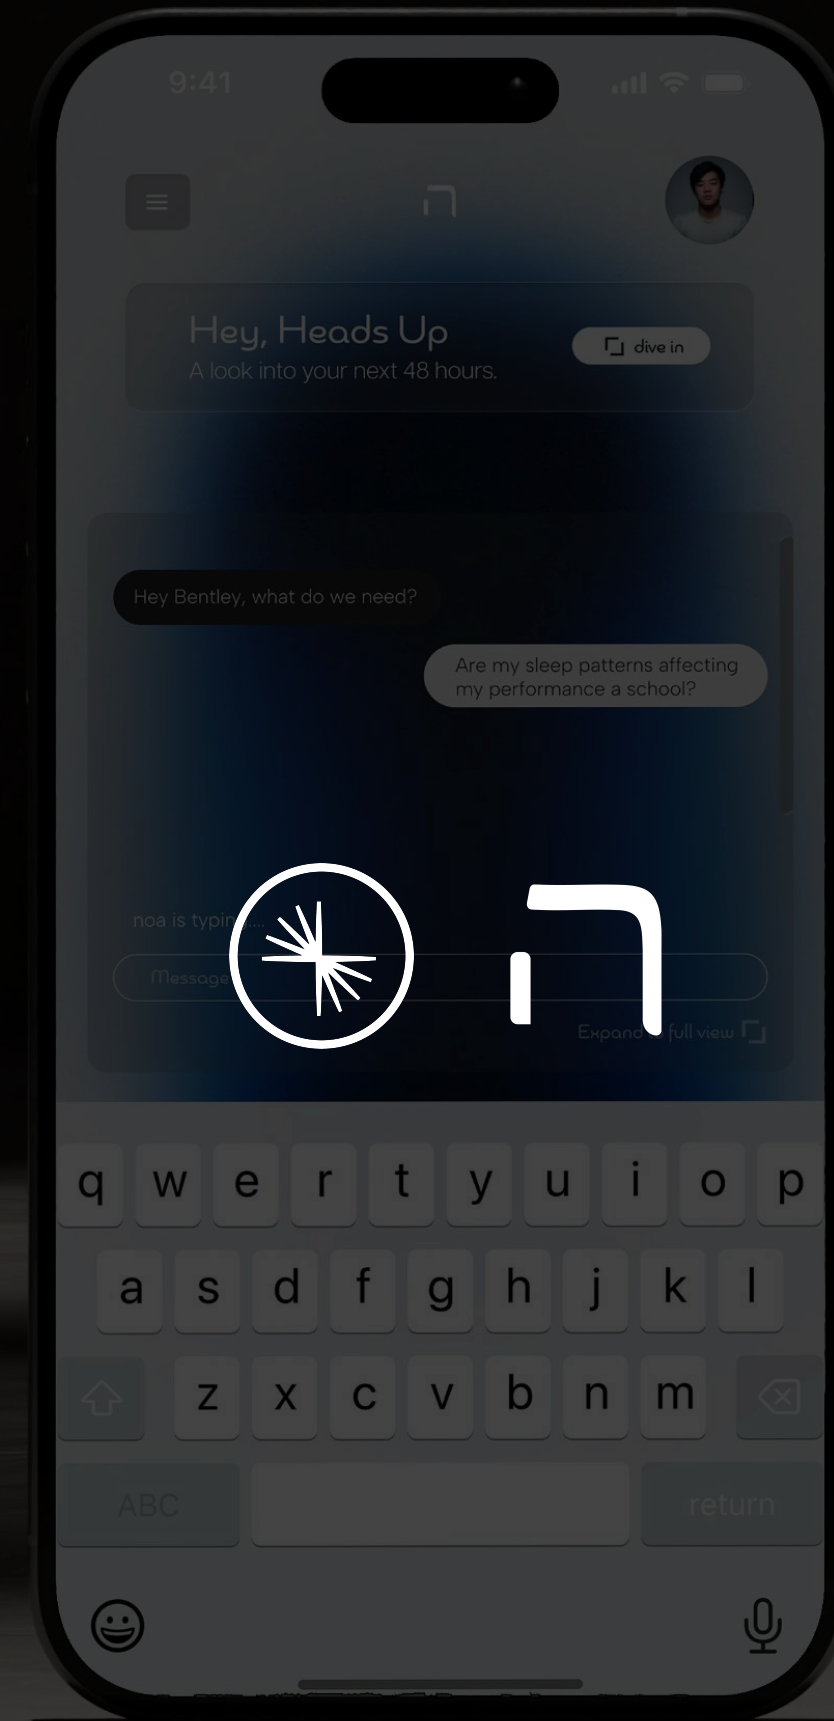 9:41
Hey, Heads Up
A look into your next 48 hours.
dive in
Hey Bentley, what do we need?
Are my sleep patterns affecting
my performance a school?
noa is typing....
Message
ה
Expand to full view
q w e r t y u i o p
a s d f g h j k l
z x c v b n m
ABC
return